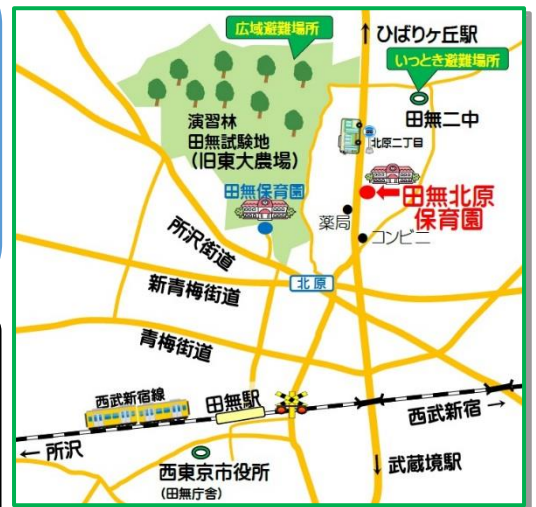 広域避難場所
↑ ひばりヶ丘駅
いっとき避難場所
田無二中
演習林
田無試験地
(旧東大農場)
北原二丁目
田無保育園
田無北原
保育園
薬局
コンビニ
所沢街道
北原
新青梅街道
青梅街道
西武新宿線
田無駅
西武新宿 →
← 所沢
西東京市役所
(田無庁舎)
↓ 武蔵境駅